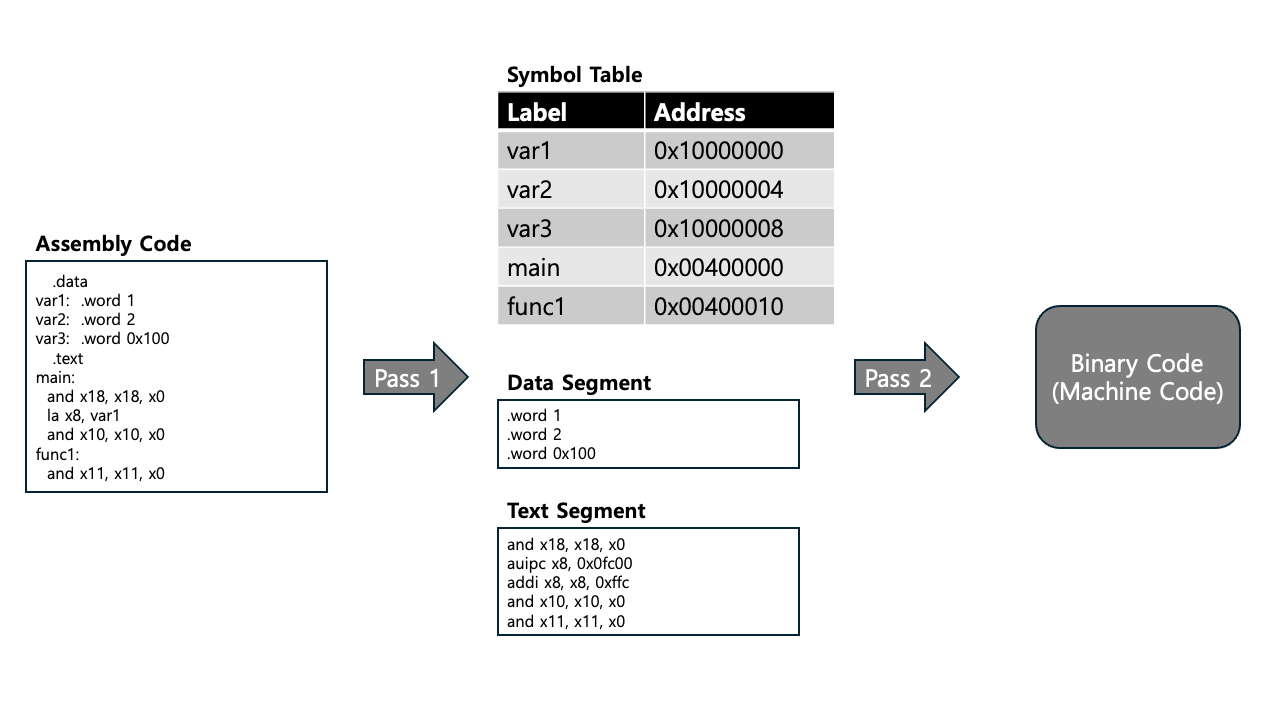 Assembly Code
.data
var1: .word 1
var2: .word 2
var3: .word 0x100
.text
main:
and x18, x18, x0
la x8, var1
and x10, x10, x0
func1:
and x11, x11, x0
Pass 1
Symbol Table
Label Address
var1 0x10000000
var2 0x10000004
var3 0x10000008
main 0x00400000
func1 0x00400010
Data Segment
.word 1
.word 2
.word 0x100
Text Segment
and x18, x18, x0
auipc x8, 0x0fc00
addi x8, x8, 0xffc
and x10, x10, x0
and x11, x11, x0
Pass 2
Binary Code
(Machine Code)